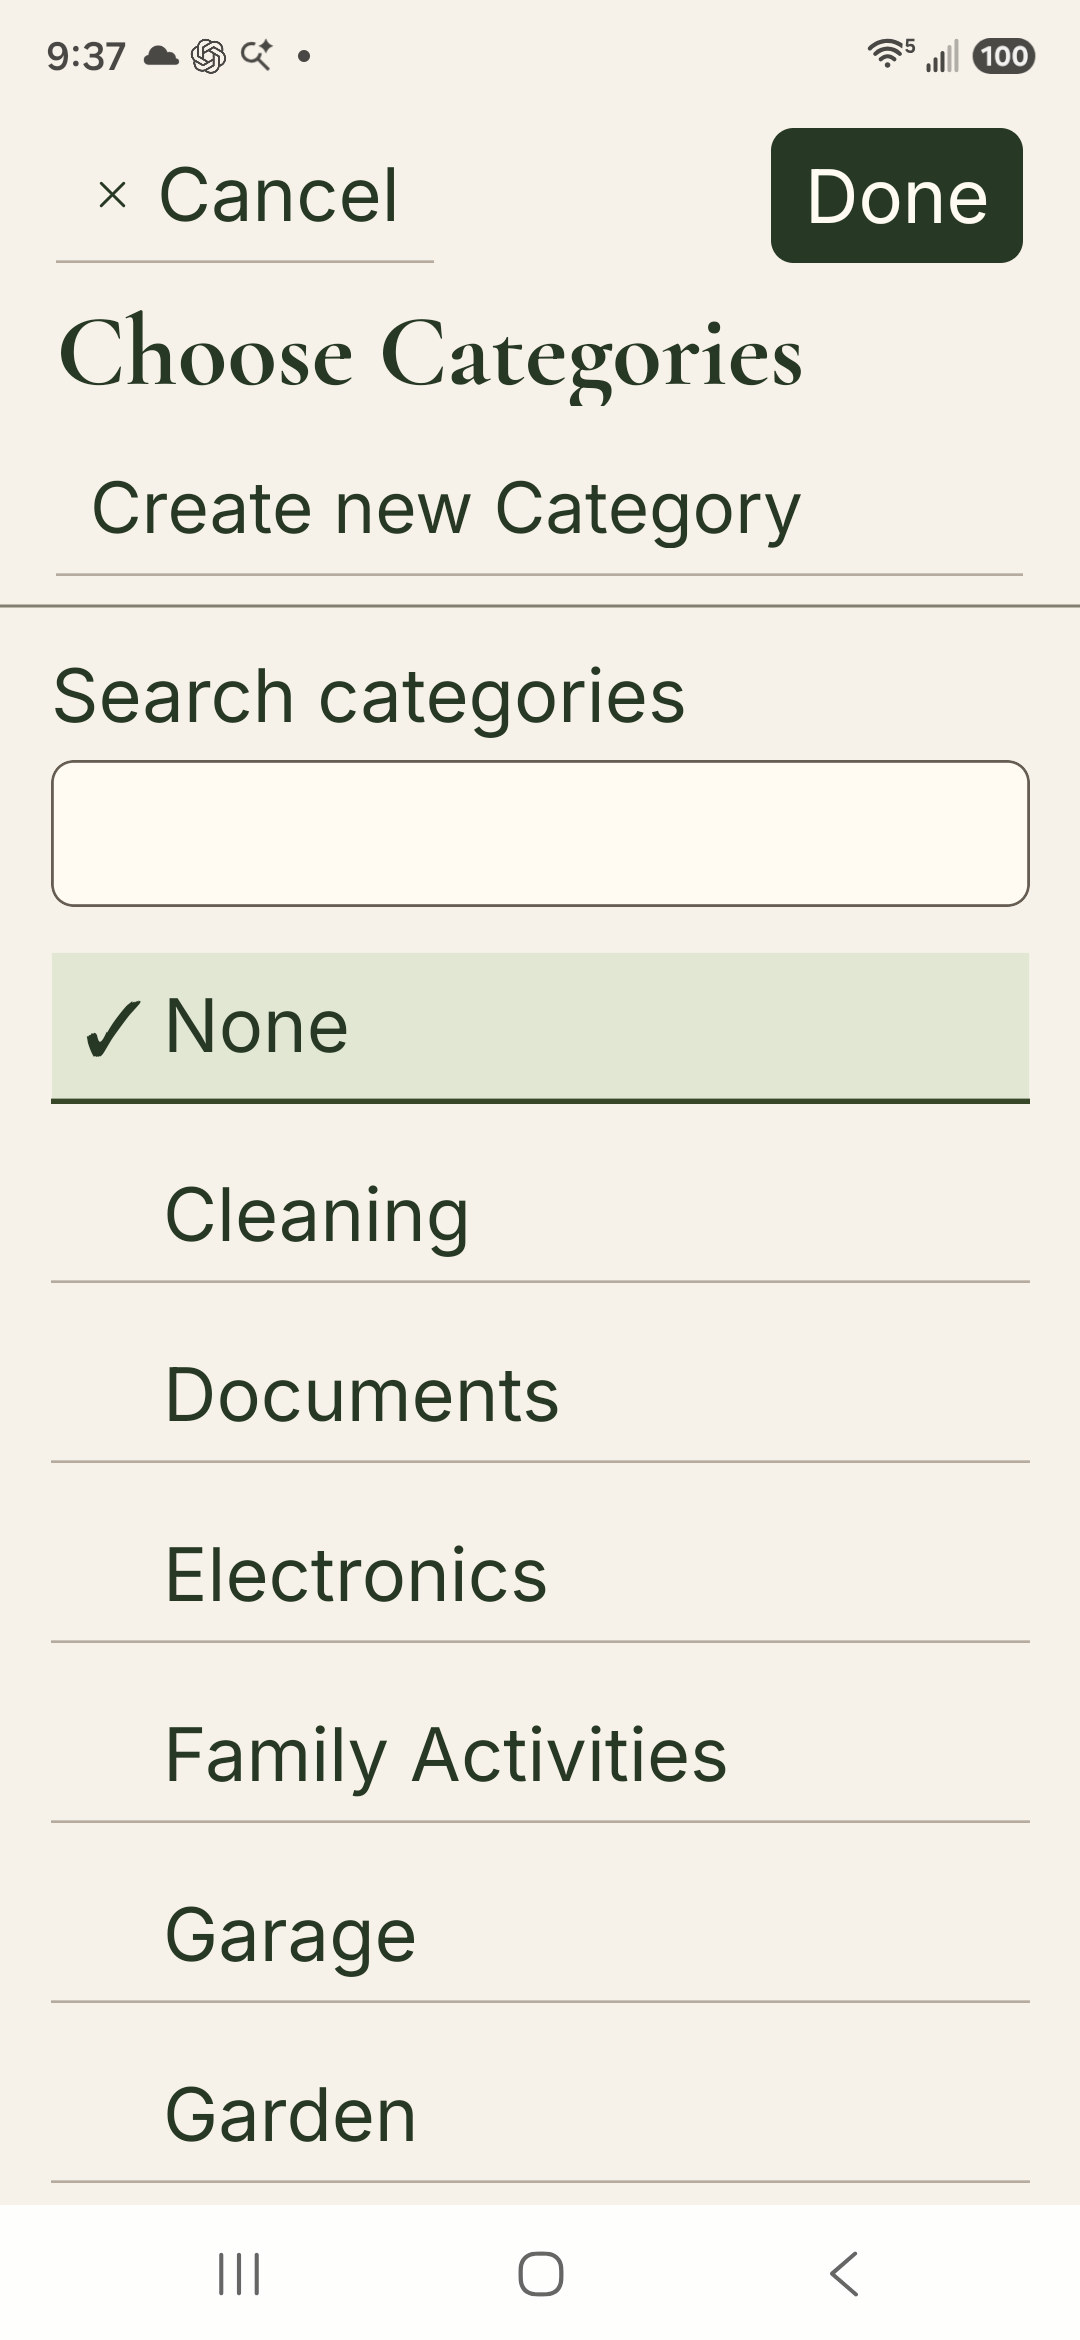 9:37
5
100
× Cancel
Done
Choose Categories
Create new Category
Search categories
✓ None
Cleaning
Documents
Electronics
Family Activities
Garage
Garden